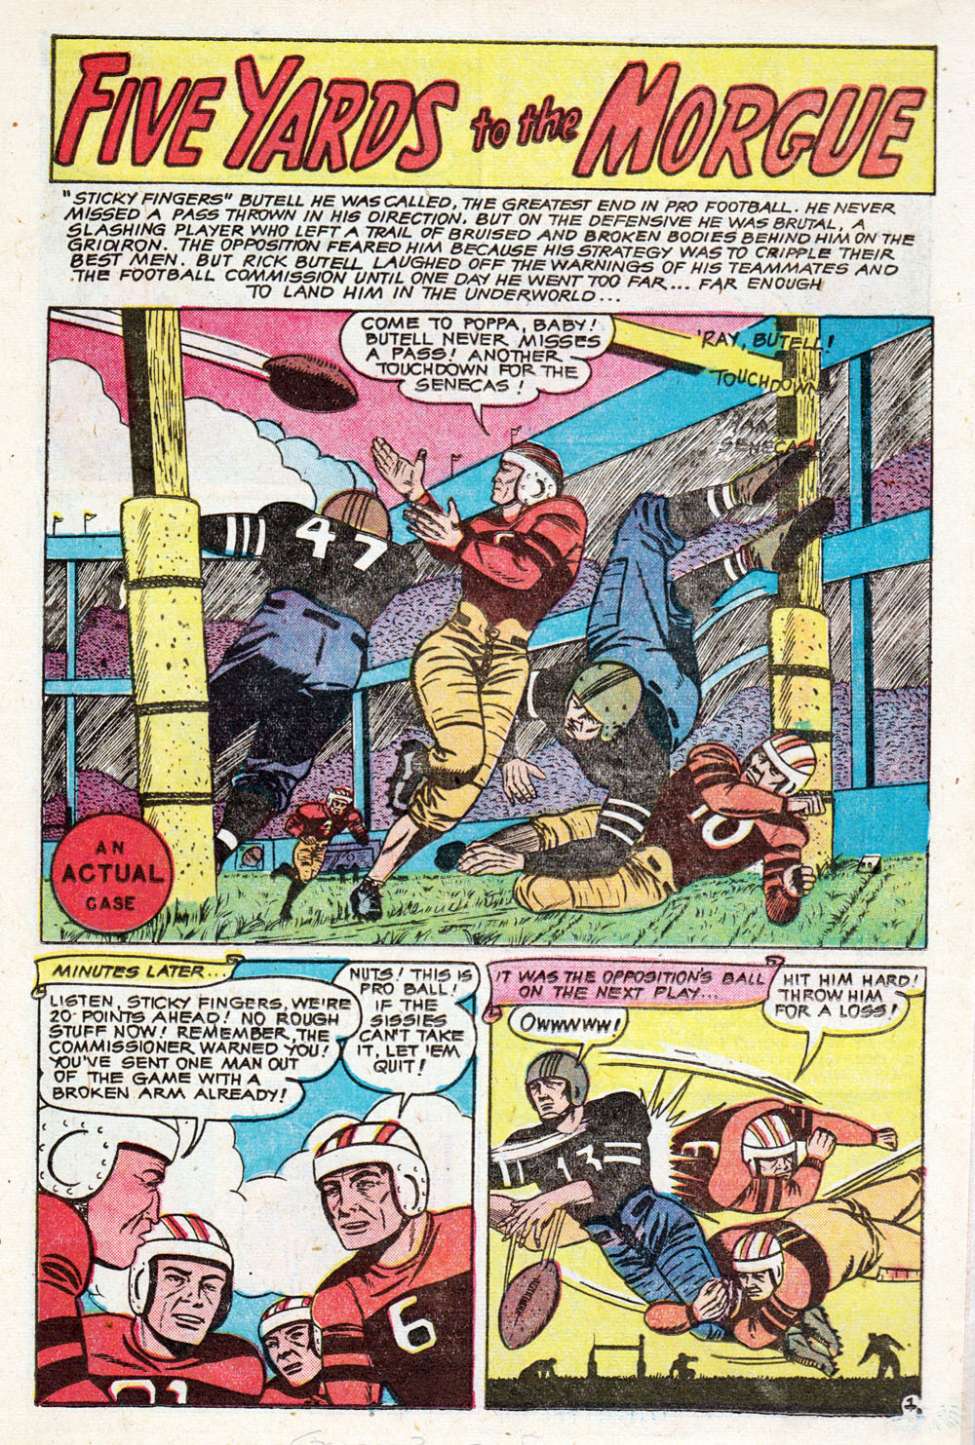 FIVE YARDS to the MORGUE
"STICKY FINGERS" BUTELL HE WAS CALLED, THE GREATEST END IN PRO FOOTBALL. HE NEVER
MISSED A PASS THROWN IN HIS DIRECTION. BUT ON THE DEFENSIVE HE WAS BRUTAL, A
SLASHING PLAYER WHO LEFT A TRAIL OF BRUISED AND BROKEN BODIES BEHIND HIM ON THE
GRIDIRON. THE OPPOSITION FEARED HIM BECAUSE HIS STRATEGY WAS TO CRIPPLE THEIR
BEST MEN. BUT RICK BUTELL LAUGHED OFF THE WARNINGS OF HIS TEAMMATES AND
THE FOOTBALL COMMISSION UNTIL ONE DAY HE WENT TOO FAR... FAR ENOUGH
TO LAND HIM IN THE UNDERWORLD...
COME TO POPPA, BABY!
BUTELL NEVER MISSES
A PASS! ANOTHER
TOUCHDOWN FOR THE
SENECAS!
'RAY, BUTELL!
TOUCHDOWN
SENECAS
47
10
AN
ACTUAL
CASE
MINUTES LATER...
LISTEN, STICKY FINGERS, WE'RE
20 POINTS AHEAD! NO ROUGH
STUFF NOW! REMEMBER, THE
COMMISSIONER WARNED YOU!
YOU'VE SENT ONE MAN OUT
OF THE GAME WITH A
BROKEN ARM ALREADY!
NUTS! THIS IS
PRO BALL!
IF THE
SISSIES
CAN'T TAKE
IT, LET 'EM
QUIT!
6
IT WAS THE OPPOSITION'S BALL
ON THE NEXT PLAY...
OWWWWW!
HIT HIM HARD!
THROW HIM
FOR A LOSS!
13
1